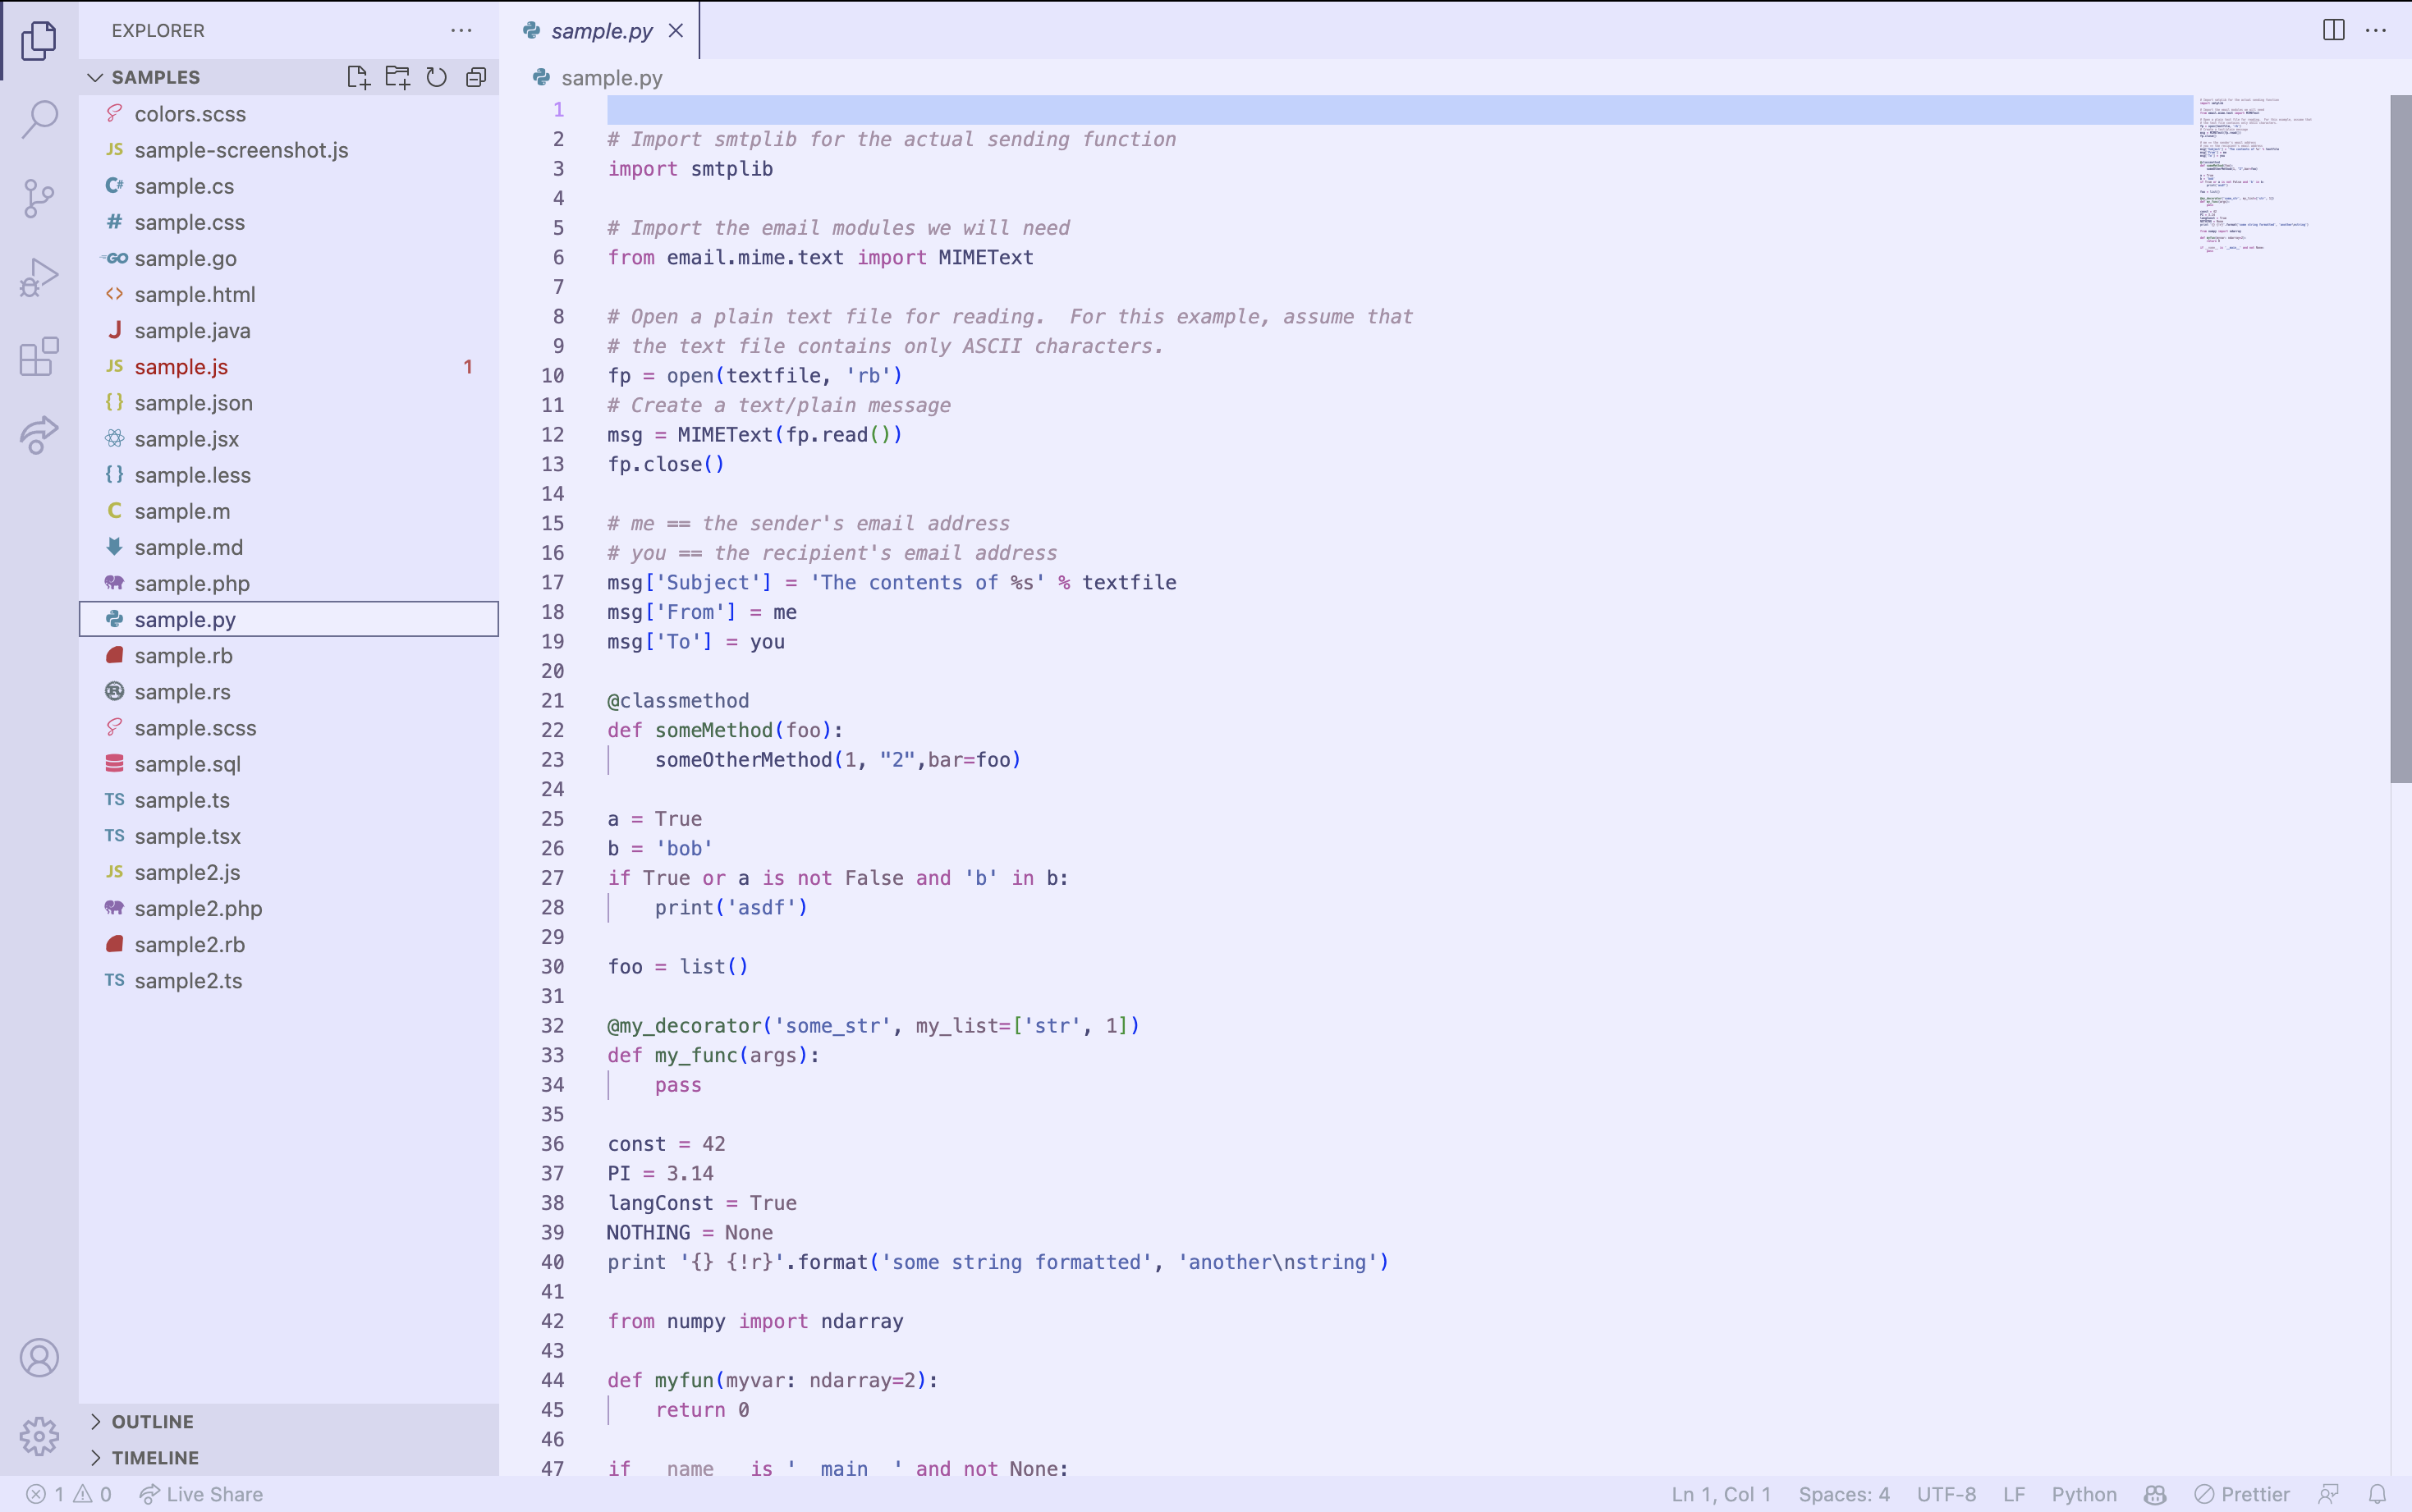 EXPLORER
SAMPLES
colors.scss
JS sample-screenshot.js
C# sample.cs
# sample.css
GO sample.go
<> sample.html
J sample.java
JS sample.js 1
{} sample.json
sample.jsx
{} sample.less
C sample.m
sample.md
sample.php
sample.py
sample.rb
sample.rs
sample.scss
sample.sql
TS sample.ts
TS sample.tsx
JS sample2.js
sample2.php
sample2.rb
TS sample2.ts
OUTLINE
TIMELINE
sample.py
sample.py
1
2 # Import smtplib for the actual sending function
3 import smtplib
4
5 # Import the email modules we will need
6 from email.mime.text import MIMEText
7
8 # Open a plain text file for reading.  For this example, assume that
9 # the text file contains only ASCII characters.
10 fp = open(textfile, 'rb')
11 # Create a text/plain message
12 msg = MIMEText(fp.read())
13 fp.close()
14
15 # me == the sender's email address
16 # you == the recipient's email address
17 msg['Subject'] = 'The contents of %s' % textfile
18 msg['From'] = me
19 msg['To'] = you
20
21 @classmethod
22 def someMethod(foo):
23     someOtherMethod(1, "2",bar=foo)
24
25 a = True
26 b = 'bob'
27 if True or a is not False and 'b' in b:
28     print('asdf')
29
30 foo = list()
31
32 @my_decorator('some_str', my_list=['str', 1])
33 def my_func(args):
34     pass
35
36 const = 42
37 PI = 3.14
38 langConst = True
39 NOTHING = None
40 print '{} {!r}'.format('some string formatted', 'another\nstring')
41
42 from numpy import ndarray
43
44 def myfun(myvar: ndarray=2):
45     return 0
46
47 if __name__ is '__main__' and not None:
1 0 Live Share
Ln 1, Col 1 Spaces: 4 UTF-8 LF Python Prettier